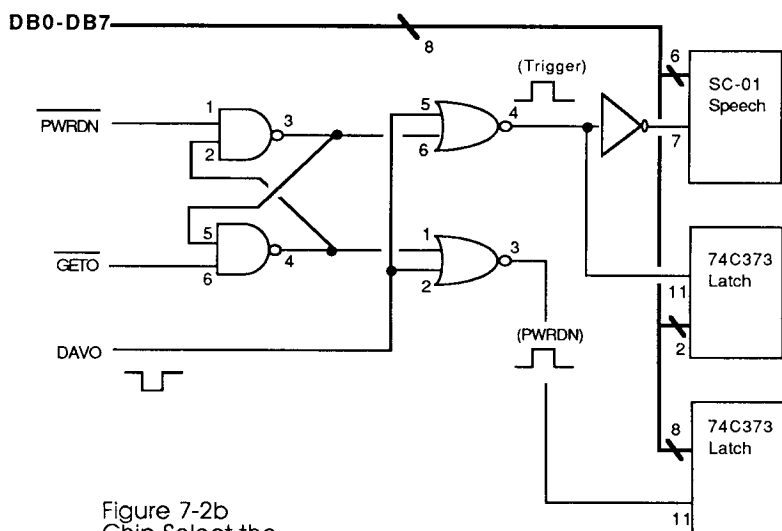 DB0-DB7
8
6
SC-01
Speech
7
(Trigger)
PWRDN
1
2
3
5
6
4
GETO
5
6
4
1
2
3
DAVO
(PWRDN)
74C373
Latch
11
2
74C373
Latch
8
11
Figure 7-2b
Chip Select the